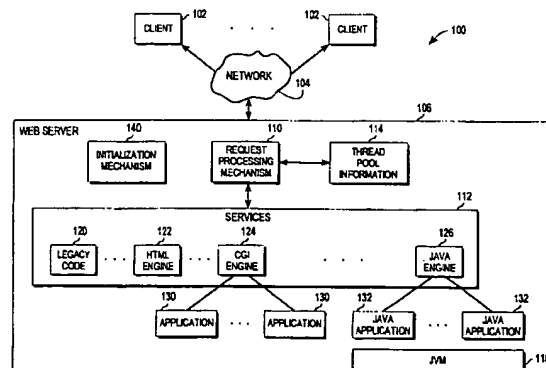 102
CLIENT
. . .
102
CLIENT
100
NETWORK
104
106
WEB SERVER
140
INITIALIZATION
MECHANISM
110
REQUEST
PROCESSING
MECHANISM
114
THREAD
POOL
INFORMATION
112
SERVICES
120
LEGACY
CODE
. . .
122
HTML
ENGINE
. . .
124
CGI
ENGINE
. . . .
126
JAVA
ENGINE
130
APPLICATION
. . .
130
APPLICATION
132
JAVA
APPLICATION
. . .
132
JAVA
APPLICATION
JVM